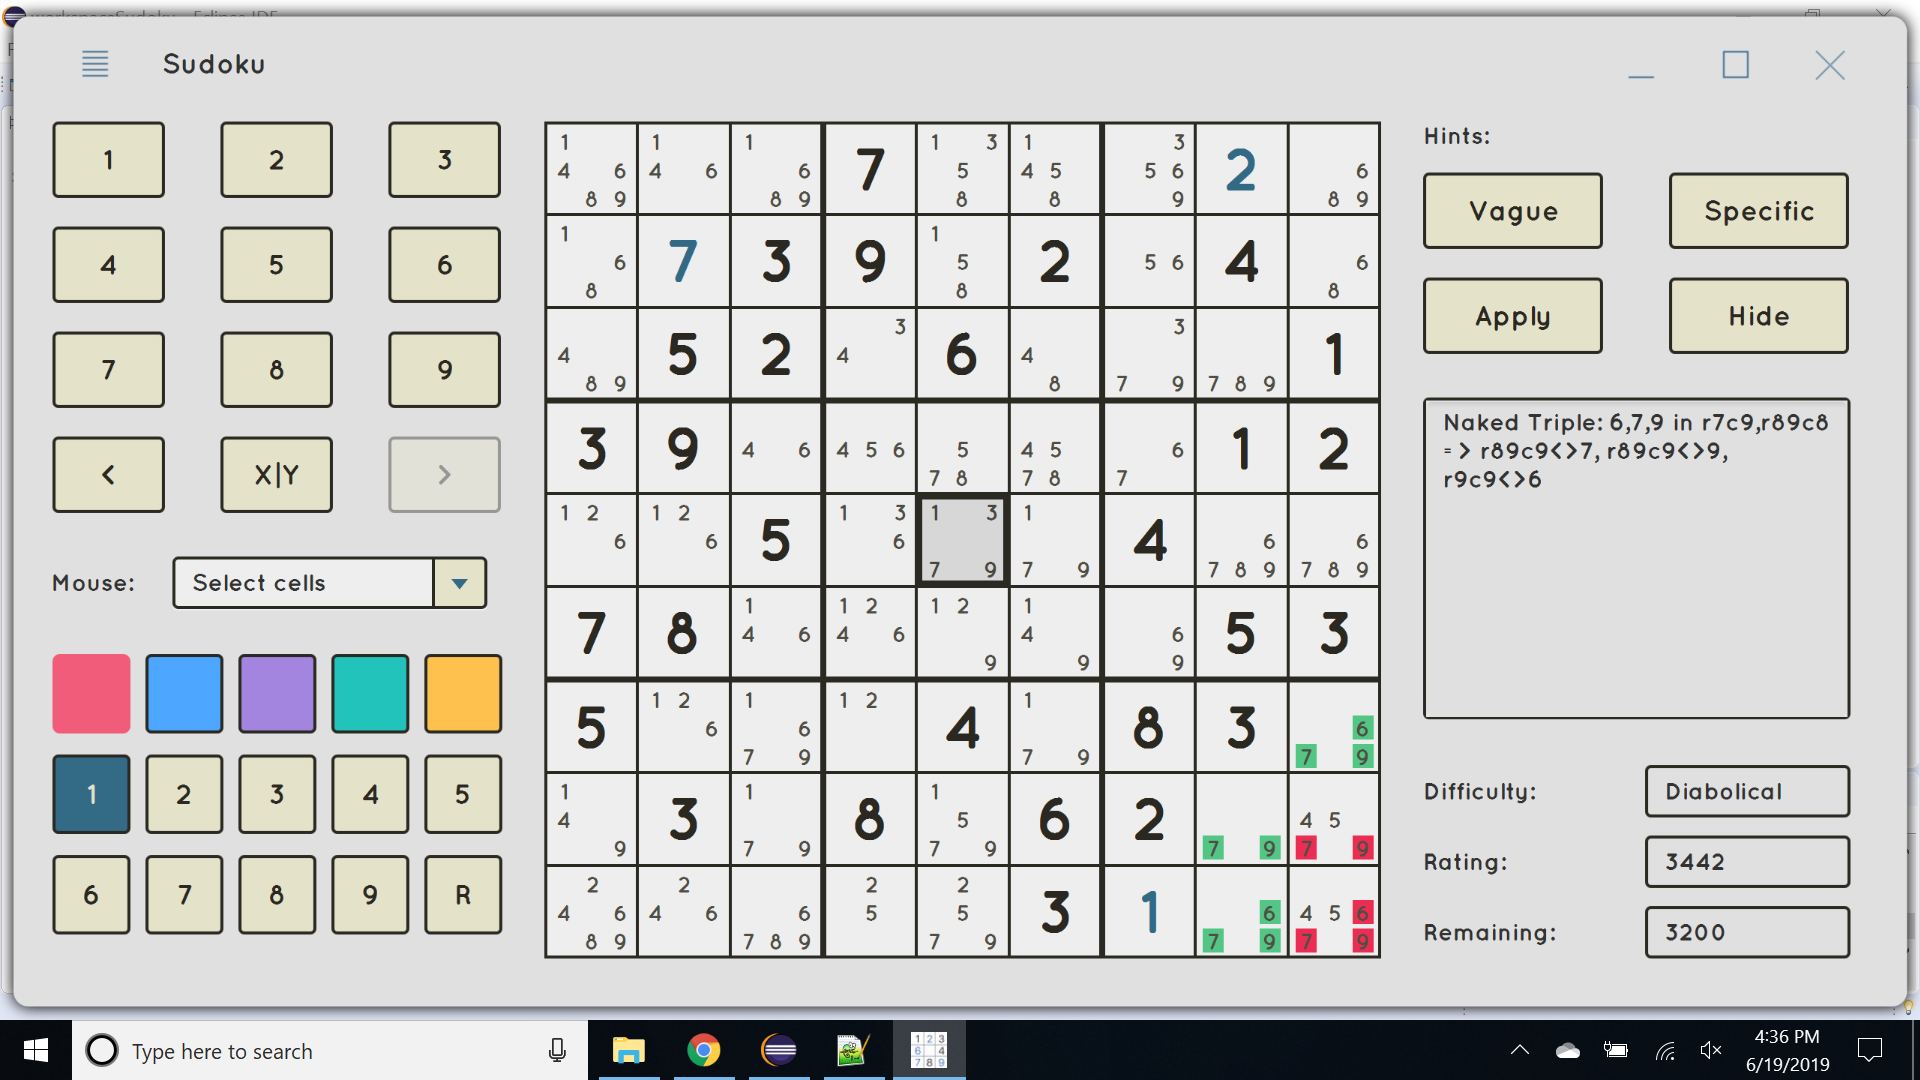 Sudoku
1 2 3
4 5 6
7 8 9
< X|Y >
Mouse: Select cells
1 2 3 4 5
6 7 8 9 R
1 4 6 8 9
1 4 6
1 6 8 9
7
1 3 5 8
1 4 5 8
3 5 6 9
2
6 8 9
1 6 8
7
3
9
1 5 8
2
5 6
4
6 8
4 8 9
5
2
3 4
6
4 8
3 7 9
7 8 9
1
3
9
4 6
4 5 6
5 7 8
4 5 7 8
6 7
1
2
1 2 6
1 2 6
5
1 3 6
1 3 7 9
1 7 9
4
6 7 8 9
6 7 8 9
7
8
1 4 6
1 2 4 6
1 2 9
1 4 9
6 9
5
3
5
1 2 6
1 6 7 9
1 2
4
1 7 9
8
3
6 7 9
1 4 9
3
1 7 9
8
1 5 7 9
6
2
7 9
4 5 7 9
2 4 6 8 9
2 4 6
6 7 8 9
2 5
2 5 7 9
3
1
6 7 9
4 5 6 7 9
Hints:
Vague Specific
Apply Hide
Naked Triple: 6,7,9 in r7c9,r89c8
=> r89c9<>7, r89c9<>9,
r9c9<>6
Difficulty: Diabolical
Rating: 3442
Remaining: 3200
Type here to search
4:36 PM
6/19/2019